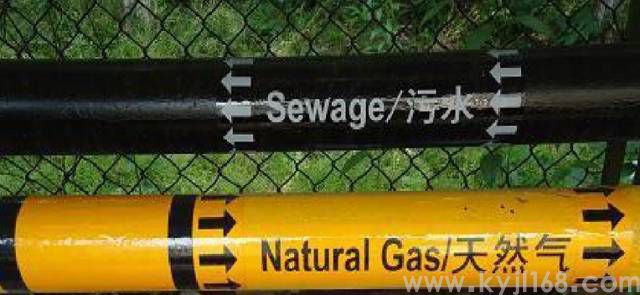 Sewage/污水
Natural Gas/天然气
www.kyjl168.com